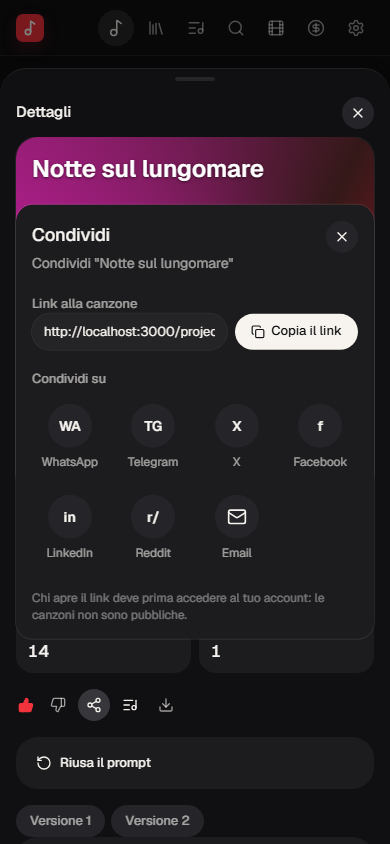 Dettagli
Notte sul lungomare
Condividi
Condividi "Notte sul lungomare"
Link alla canzone
http://localhost:3000/projec
Copia il link
Condividi su
WA
TG
X
f
WhatsApp
Telegram
X
Facebook
in
r/
LinkedIn
Reddit
Email
Chi apre il link deve prima accedere al tuo account: le
canzoni non sono pubbliche.
14
1
Riusa il prompt
Versione 1
Versione 2